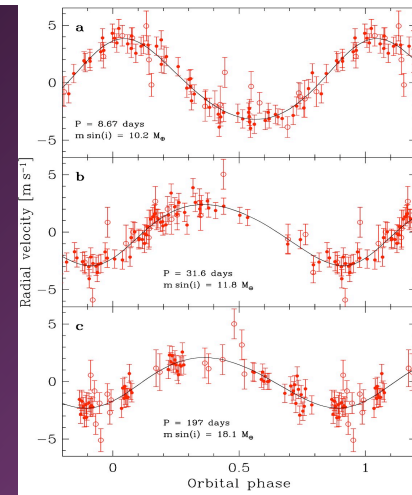 a
5
0
−5
P = 8.67 days
m sin(i) = 10.2 M⊕
Radial velocity [m s⁻¹]
b
5
0
−5
P = 31.6 days
m sin(i) = 11.8 M⊕
c
5
0
−5
P = 197 days
m sin(i) = 18.1 M⊕
0 0.5 1
Orbital phase